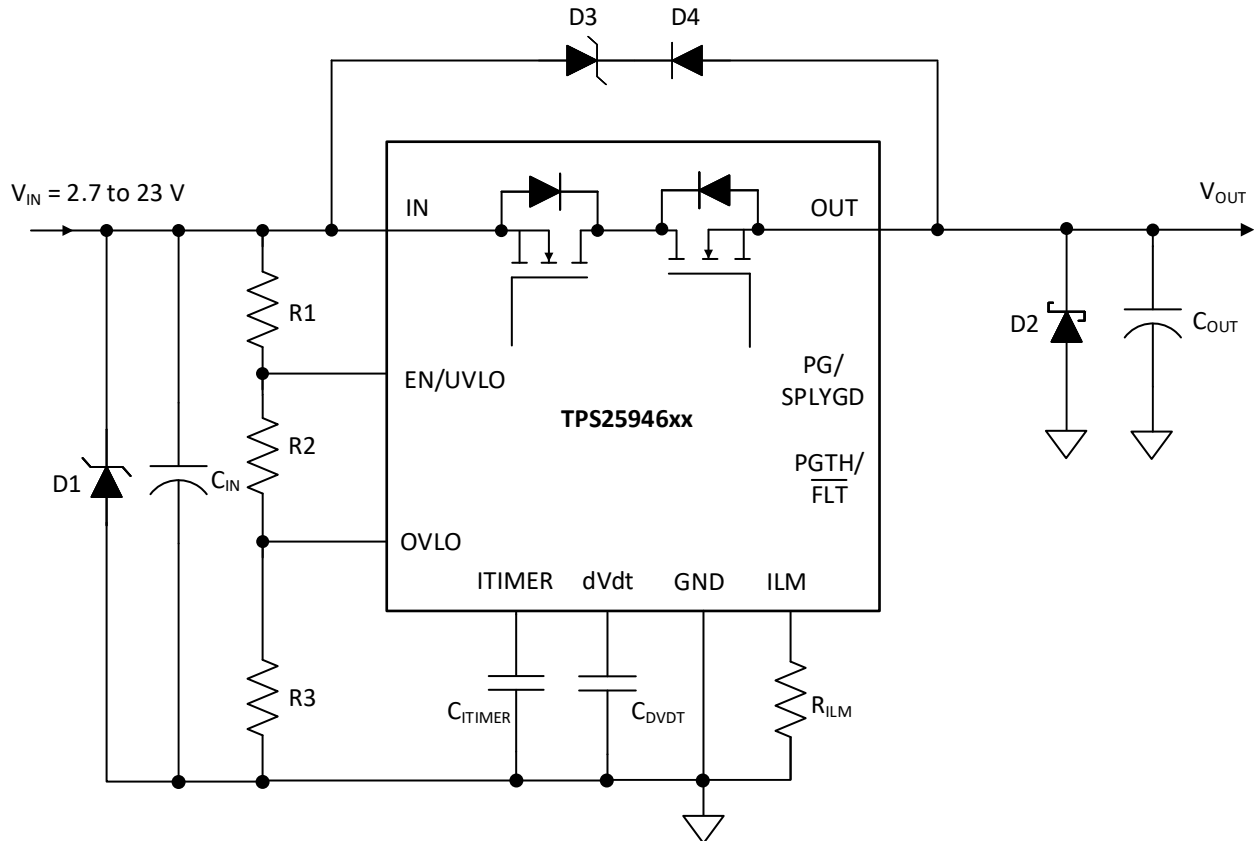 D3
D4
V_IN = 2.7 to 23 V
IN
OUT
V_OUT
R1
D2
C_OUT
EN/UVLO
PG/
SPLYGD
TPS25946xx
R2
D1
C_IN
PGTH/
FLT
OVLO
ITIMER
dVdt
GND
ILM
R3
C_ITIMER
C_DVDT
R_ILM